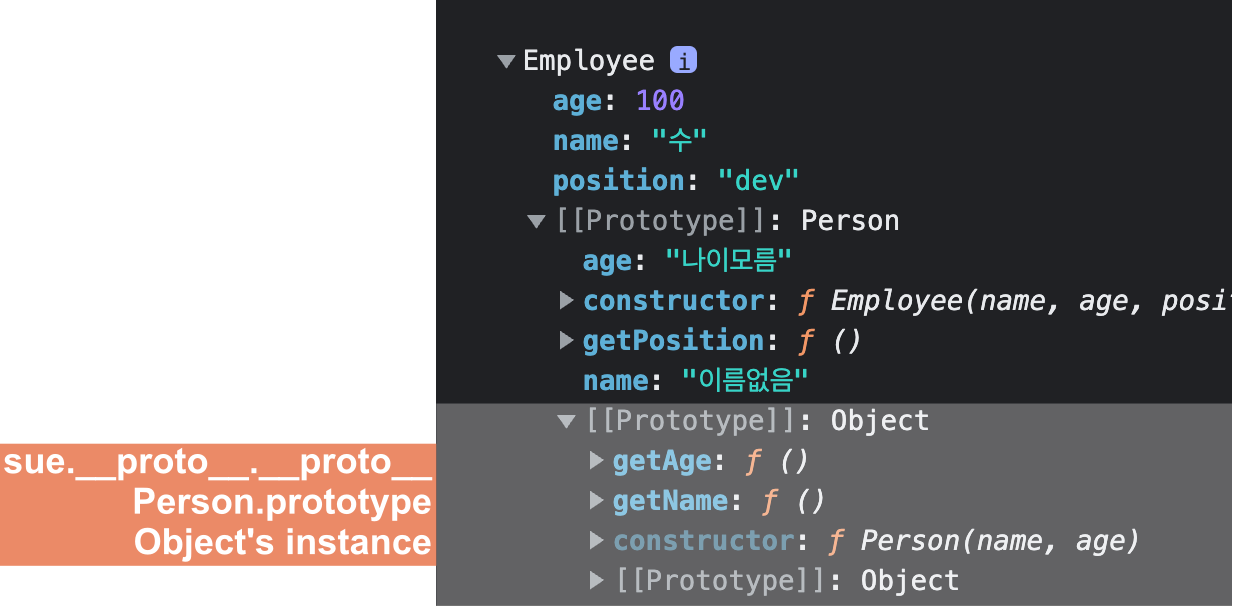 Employee i
age: 100
name: "수"
position: "dev"
[[Prototype]]: Person
age: "나이모름"
constructor: ƒ Employee(name, age, posit
getPosition: ƒ ()
name: "이름없음"
[[Prototype]]: Object
sue.__proto__.__proto__
getAge: ƒ ()
Person.prototype
getName: ƒ ()
Object's instance
constructor: ƒ Person(name, age)
[[Prototype]]: Object